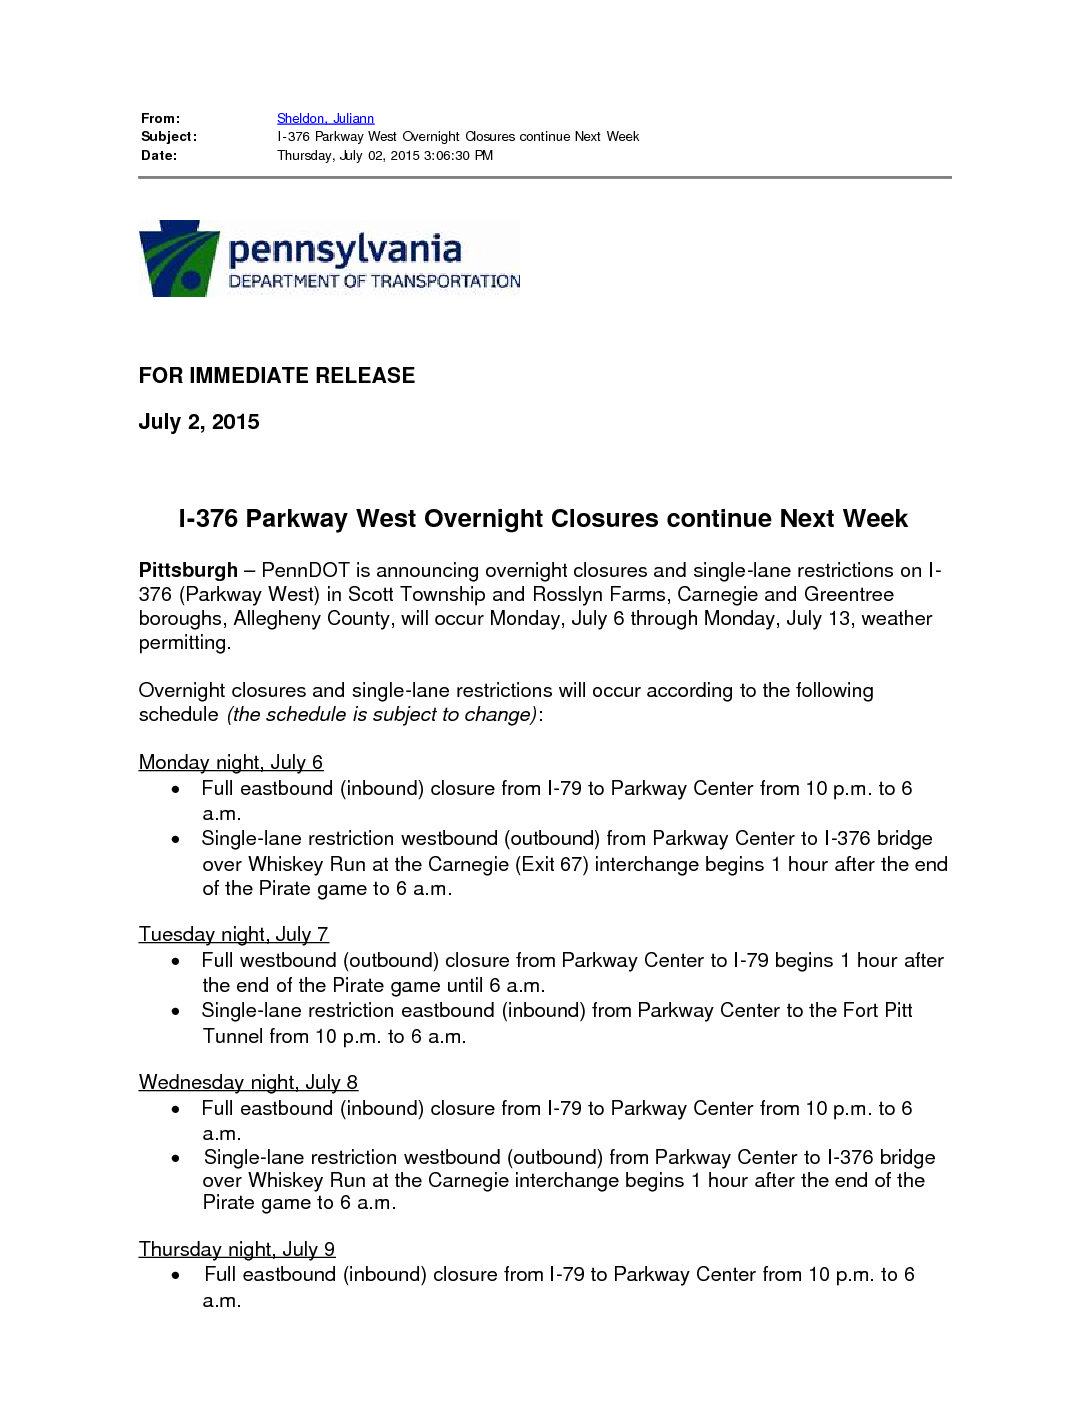 From: Sheldon, Juliann
Subject: I-376 Parkway West Overnight Closures continue Next Week
Date: Thursday, July 02, 2015 3:06:30 PM
pennsylvania
DEPARTMENT OF TRANSPORTATION
FOR IMMEDIATE RELEASE
July 2, 2015
I-376 Parkway West Overnight Closures continue Next Week
Pittsburgh – PennDOT is announcing overnight closures and single-lane restrictions on I-
376 (Parkway West) in Scott Township and Rosslyn Farms, Carnegie and Greentree
boroughs, Allegheny County, will occur Monday, July 6 through Monday, July 13, weather
permitting.
Overnight closures and single-lane restrictions will occur according to the following
schedule (the schedule is subject to change):
Monday night, July 6
• Full eastbound (inbound) closure from I-79 to Parkway Center from 10 p.m. to 6
a.m.
• Single-lane restriction westbound (outbound) from Parkway Center to I-376 bridge
over Whiskey Run at the Carnegie (Exit 67) interchange begins 1 hour after the end
of the Pirate game to 6 a.m.
Tuesday night, July 7
• Full westbound (outbound) closure from Parkway Center to I-79 begins 1 hour after
the end of the Pirate game until 6 a.m.
• Single-lane restriction eastbound (inbound) from Parkway Center to the Fort Pitt
Tunnel from 10 p.m. to 6 a.m.
Wednesday night, July 8
• Full eastbound (inbound) closure from I-79 to Parkway Center from 10 p.m. to 6
a.m.
• Single-lane restriction westbound (outbound) from Parkway Center to I-376 bridge
over Whiskey Run at the Carnegie interchange begins 1 hour after the end of the
Pirate game to 6 a.m.
Thursday night, July 9
• Full eastbound (inbound) closure from I-79 to Parkway Center from 10 p.m. to 6
a.m.